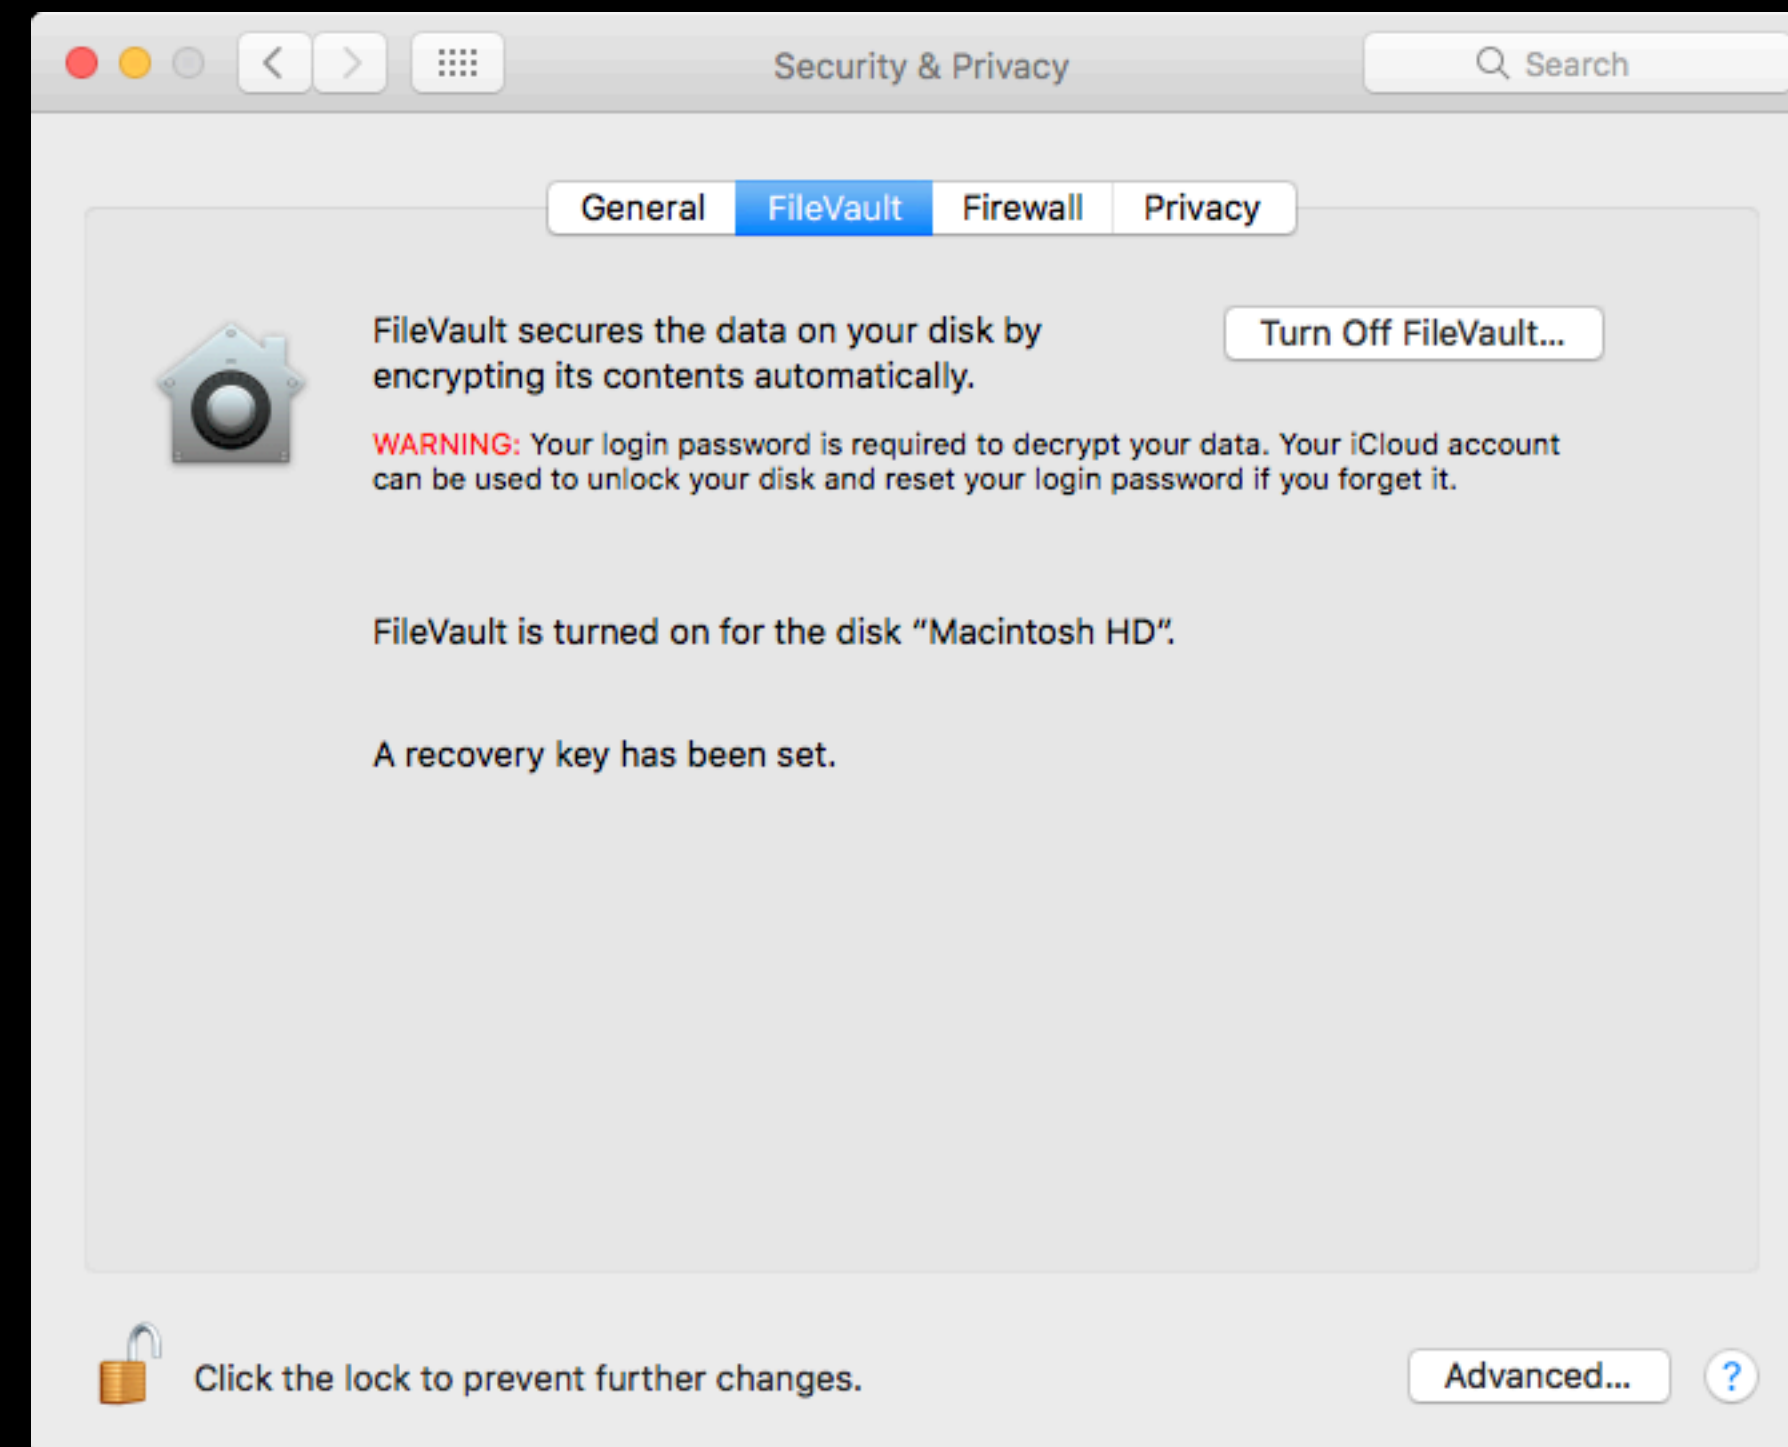 Security & Privacy
Search
General
FileVault
Firewall
Privacy
FileVault secures the data on your disk by
encrypting its contents automatically.
Turn Off FileVault...
WARNING: Your login password is required to decrypt your data. Your iCloud account
can be used to unlock your disk and reset your login password if you forget it.
FileVault is turned on for the disk “Macintosh HD”.
A recovery key has been set.
Click the lock to prevent further changes.
Advanced...
?